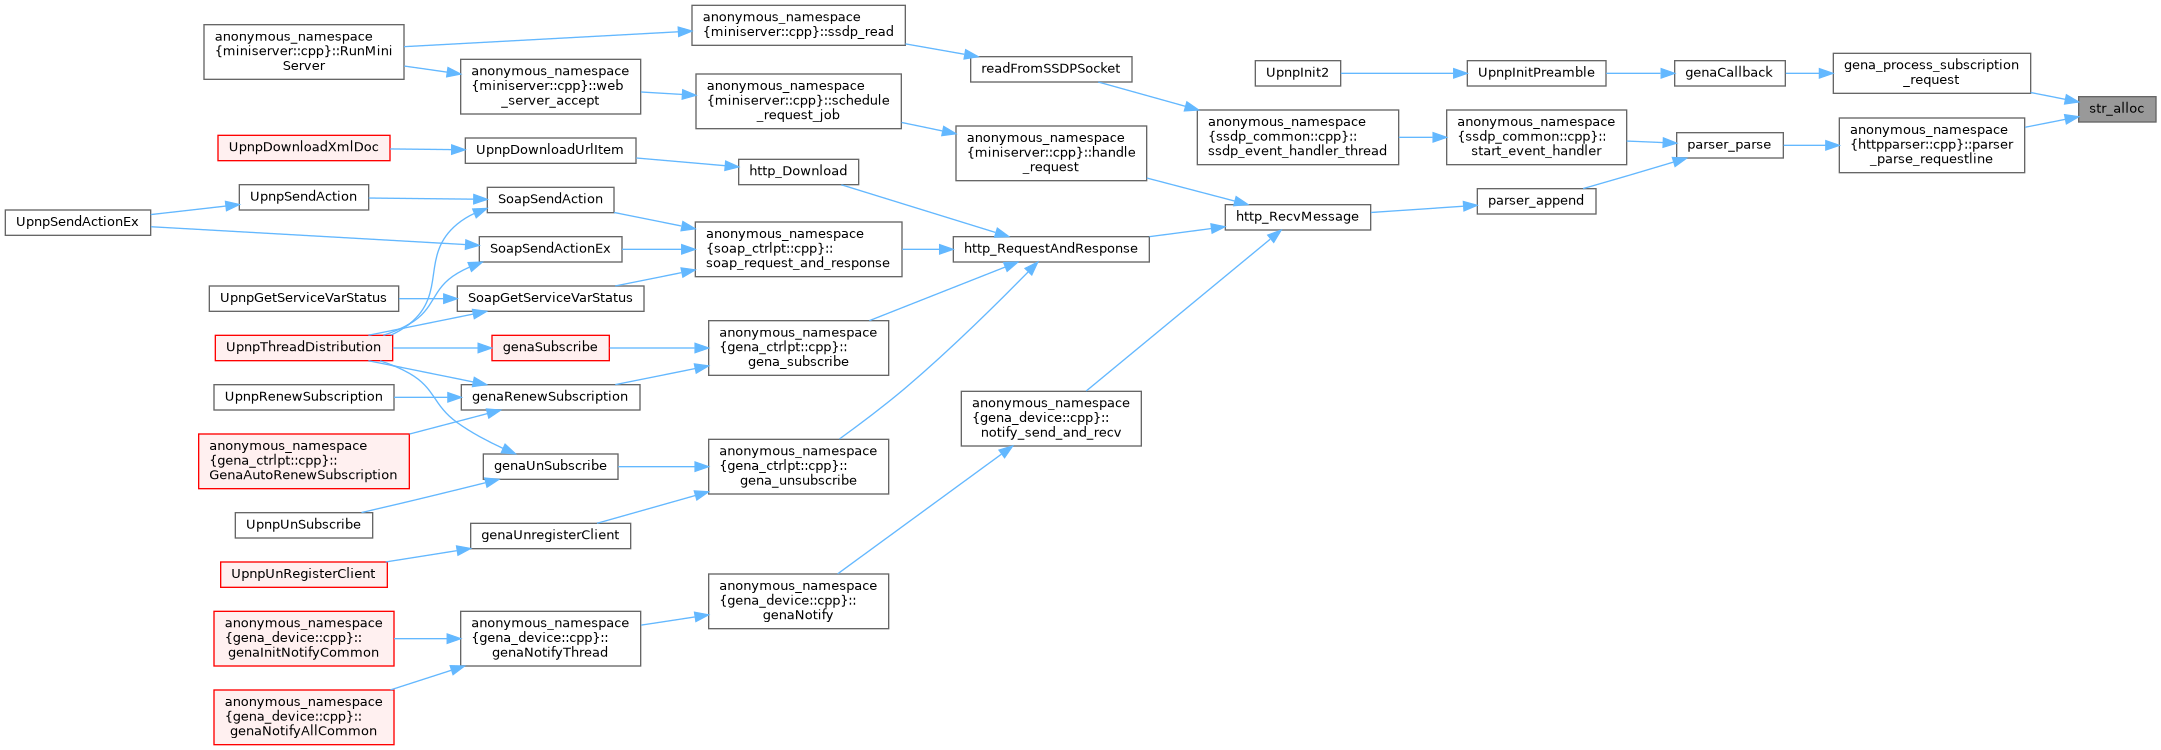 anonymous_namespace
{miniserver::cpp}::RunMini
Server
anonymous_namespace
{miniserver::cpp}::ssdp_read
anonymous_namespace
{miniserver::cpp}::web
_server_accept
anonymous_namespace
{miniserver::cpp}::schedule
_request_job
readFromSSDPSocket
UpnpInit2
UpnpInitPreamble
genaCallback
gena_process_subscription
_request
str_alloc
anonymous_namespace
{ssdp_common::cpp}::
ssdp_event_handler_thread
anonymous_namespace
{ssdp_common::cpp}::
start_event_handler
parser_parse
anonymous_namespace
{httpparser::cpp}::parser
_parse_requestline
UpnpDownloadXmlDoc
UpnpDownloadUrlItem
http_Download
anonymous_namespace
{miniserver::cpp}::handle
_request
parser_append
UpnpSendActionEx
UpnpSendAction
SoapSendAction
http_RecvMessage
SoapSendActionEx
anonymous_namespace
{soap_ctrlpt::cpp}::
soap_request_and_response
http_RequestAndResponse
UpnpGetServiceVarStatus
SoapGetServiceVarStatus
UpnpThreadDistribution
genaSubscribe
anonymous_namespace
{gena_ctrlpt::cpp}::
gena_subscribe
UpnpRenewSubscription
genaRenewSubscription
anonymous_namespace
{gena_device::cpp}::
notify_send_and_recv
anonymous_namespace
{gena_ctrlpt::cpp}::
GenaAutoRenewSubscription
genaUnSubscribe
anonymous_namespace
{gena_ctrlpt::cpp}::
gena_unsubscribe
UpnpUnSubscribe
genaUnregisterClient
UpnpUnRegisterClient
anonymous_namespace
{gena_device::cpp}::
genaNotify
anonymous_namespace
{gena_device::cpp}::
genaInitNotifyCommon
anonymous_namespace
{gena_device::cpp}::
genaNotifyThread
anonymous_namespace
{gena_device::cpp}::
genaNotifyAllCommon